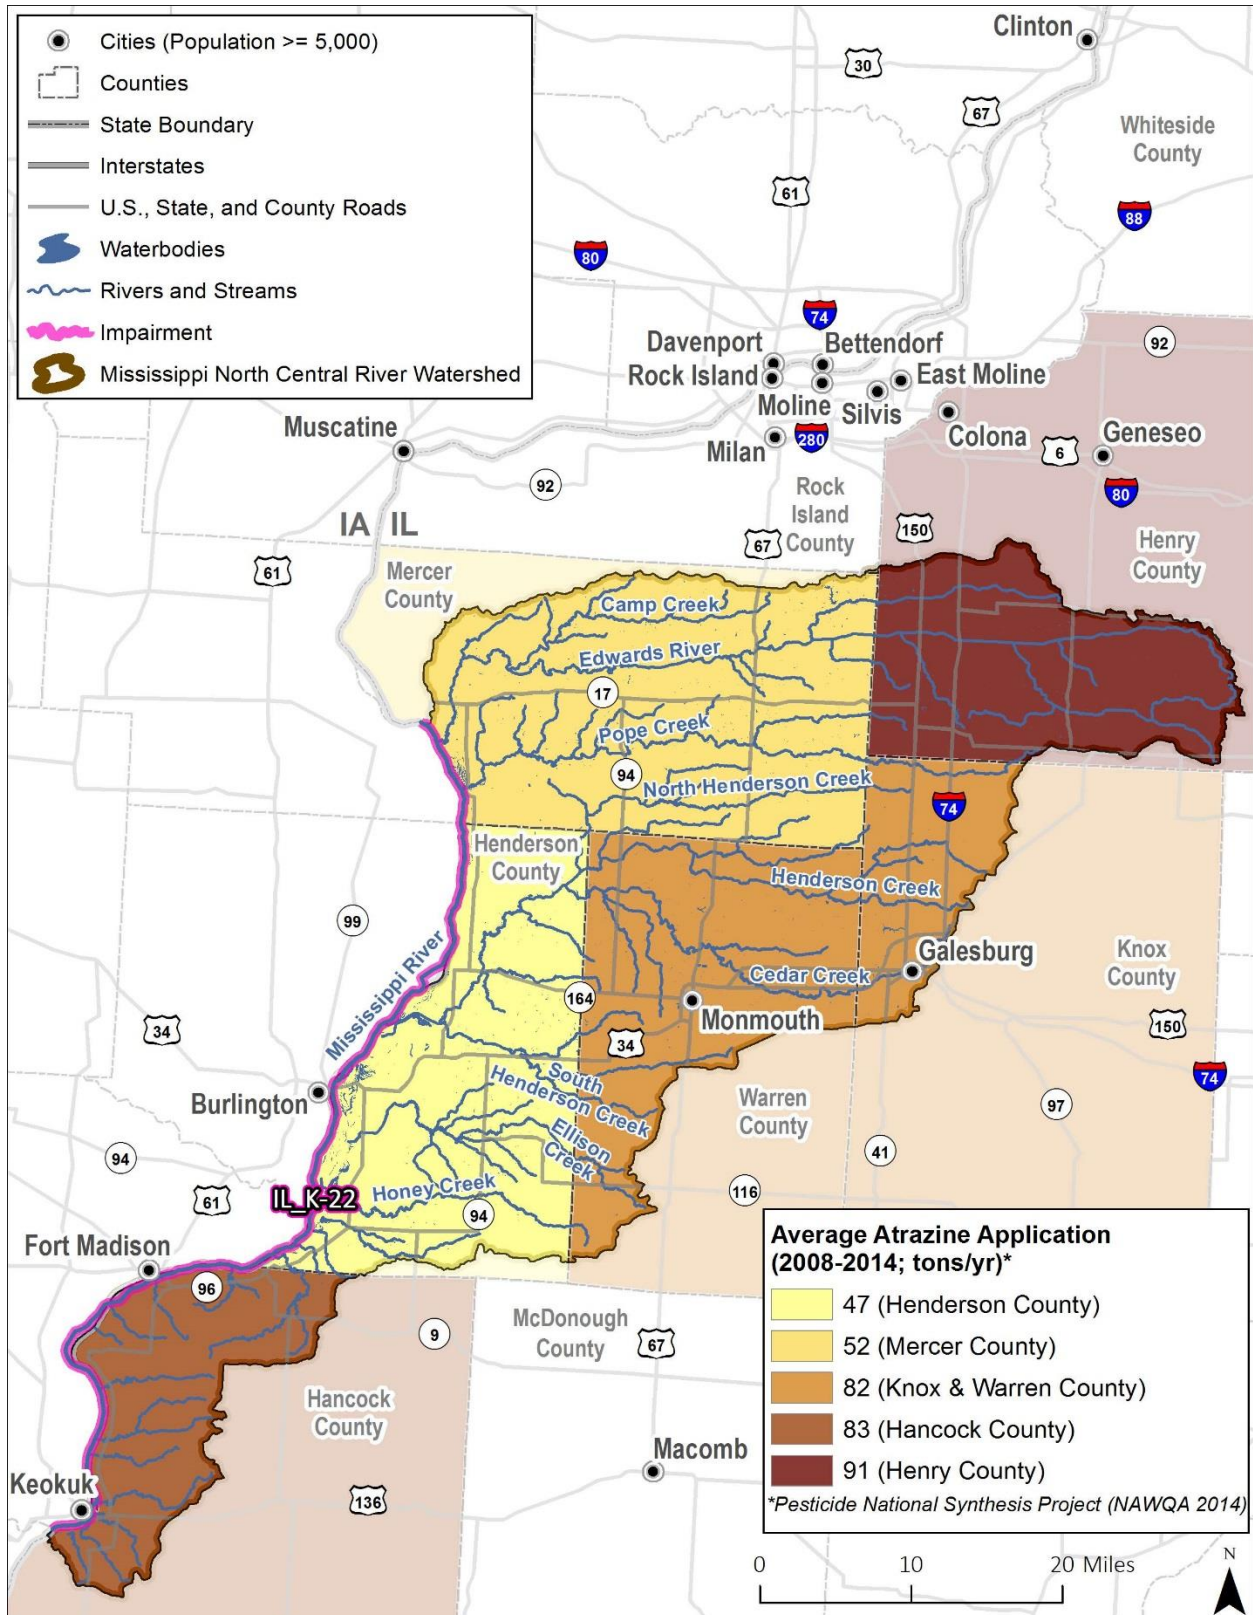 Cities (Population >= 5,000)
Counties
State Boundary
Interstates
U.S., State, and County Roads
Waterbodies
Rivers and Streams
Impairment
Mississippi North Central River Watershed
Clinton
30
67
Whiteside
County
61
88
80
74
92
Davenport
Bettendorf
Rock Island
East Moline
Moline
Silvis
Muscatine
Milan
280
Colona
Geneseo
6
92
80
Rock
Island
County
IA IL
150
67
Henry
County
61
Mercer
County
Camp Creek
Edwards River
17
Pope Creek
94
North Henderson Creek
74
Henderson
County
Henderson Creek
99
Mississippi River
Galesburg
Knox
County
Cedar Creek
164
Monmouth
34
34
150
74
Burlington
South
Henderson Creek
Warren
County
97
Ellison
Creek
94
41
Honey Creek
116
61
IL_K-22
94
Fort Madison
96
9
McDonough
County
67
Hancock
County
Macomb
Keokuk
136
Average Atrazine Application
(2008-2014; tons/yr)*
47 (Henderson County)
52 (Mercer County)
82 (Knox & Warren County)
83 (Hancock County)
91 (Henry County)
*Pesticide National Synthesis Project (NAWQA 2014)
0 10 20 Miles
N